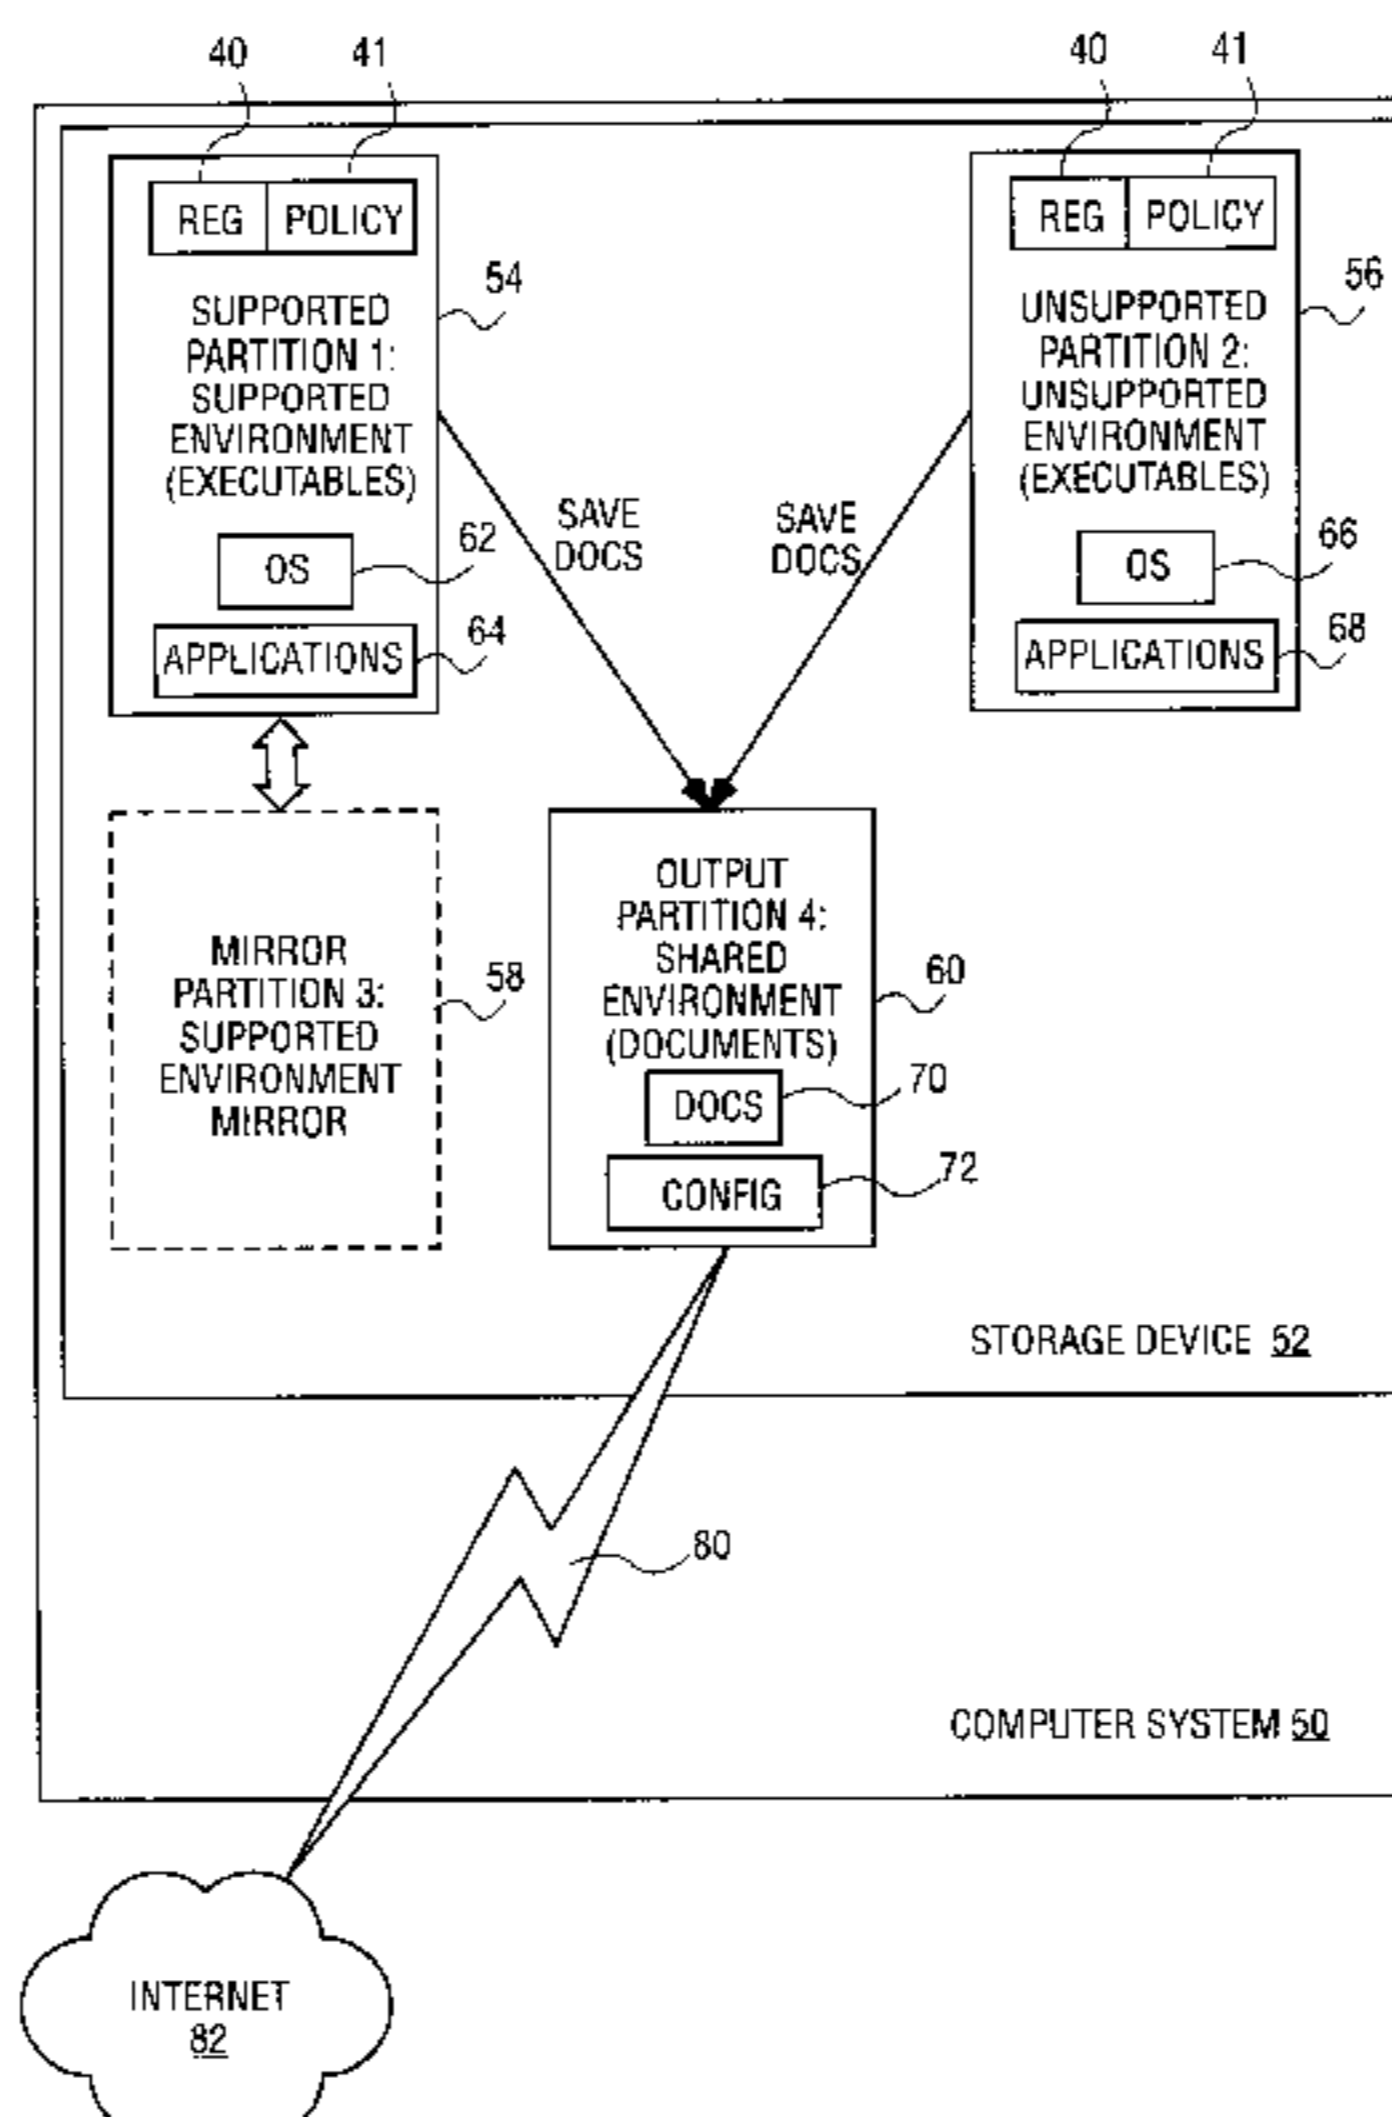 40 41
REG POLICY
SUPPORTED
PARTITION 1:
SUPPORTED
ENVIRONMENT
(EXECUTABLES)
54
OS
62
APPLICATIONS
64
SAVE
DOCS
SAVE
DOCS
40 41
REG POLICY
UNSUPPORTED
PARTITION 2:
UNSUPPORTED
ENVIRONMENT
(EXECUTABLES)
56
OS
66
APPLICATIONS
68
MIRROR
PARTITION 3:
SUPPORTED
ENVIRONMENT
MIRROR
58
OUTPUT
PARTITION 4:
SHARED
ENVIRONMENT
(DOCUMENTS)
60
DOCS
70
CONFIG
72
STORAGE DEVICE 52
80
COMPUTER SYSTEM 50
INTERNET
82